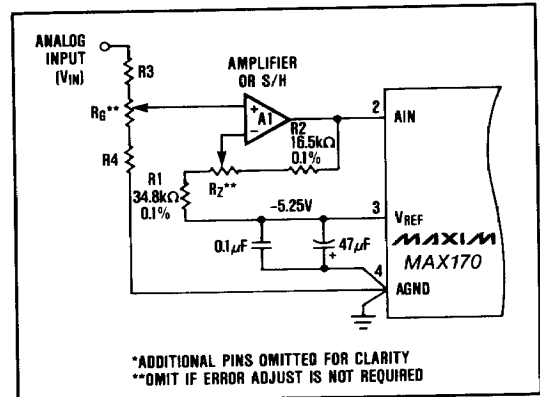 ANALOG
INPUT
(VIN)
R3
RG**
R4
AMPLIFIER
OR S/H
+
A1
−
R2
16.5kΩ
0.1%
2
AIN
RZ**
R1
34.8kΩ
0.1%
−5.25V
3
VREF
0.1µF
47µF
+
MAXIM
MAX170
4
AGND
*ADDITIONAL PINS OMITTED FOR CLARITY
**OMIT IF ERROR ADJUST IS NOT REQUIRED